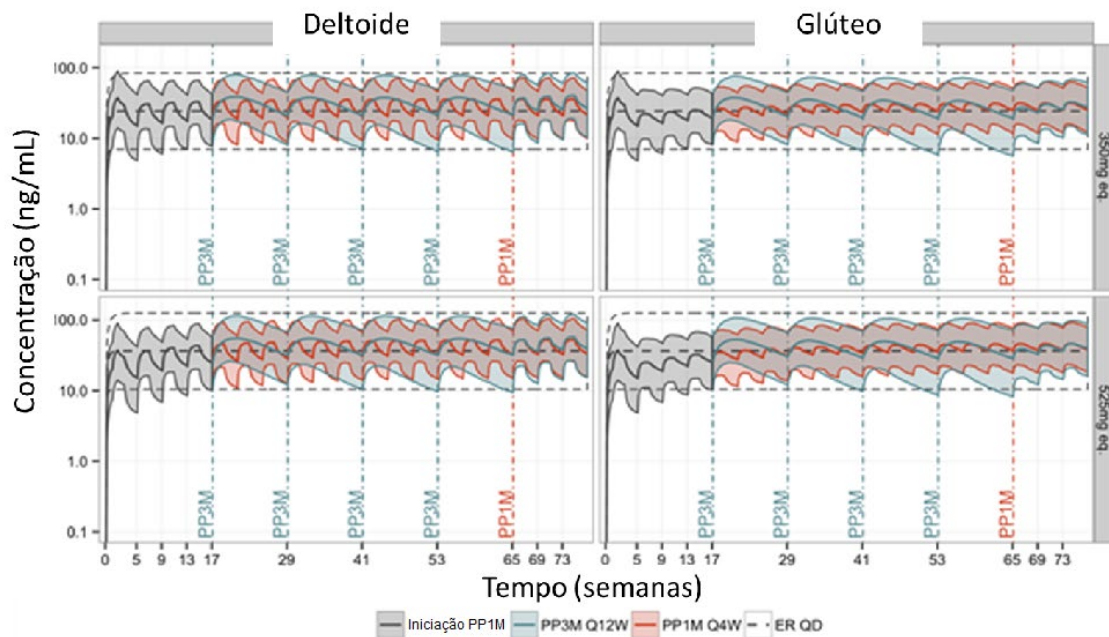 Deltoide Glúteo
Concentração (ng/mL)
100.0
10.0
1.0
0.1
PP3M PP3M PP3M PP3M PP1M
PP3M PP3M PP3M PP3M PP1M
350mg eq.
100.0
10.0
1.0
0.1
PP3M PP3M PP3M PP3M PP1M
PP3M PP3M PP3M PP3M PP1M
525mg eq.
0 5 9 13 17 29 41 53 65 69 73
0 5 9 13 17 29 41 53 65 69 73
Tempo (semanas)
Iniciação PP1M PP3M Q12W PP1M Q4W ER QD